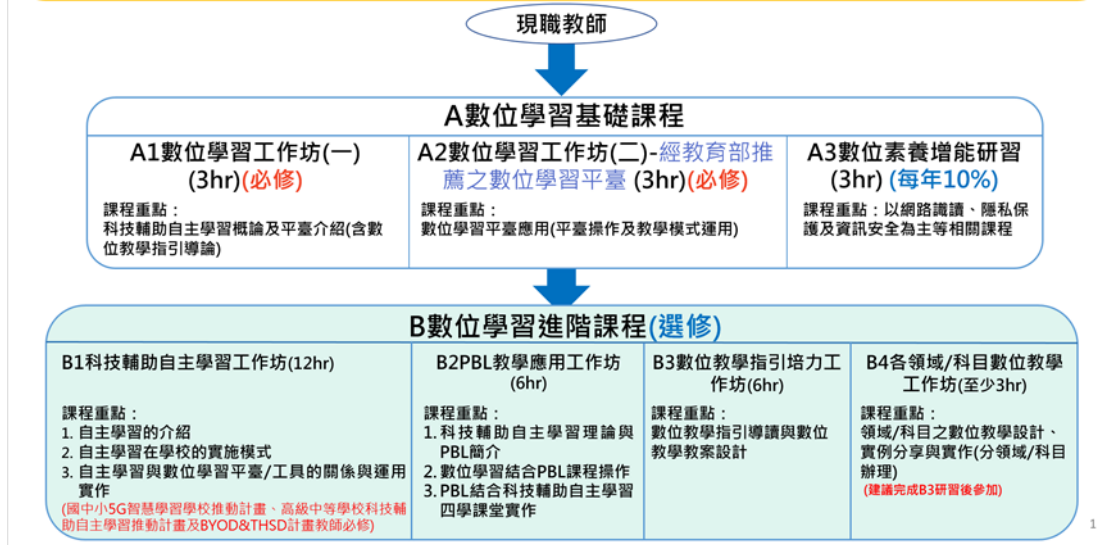 現職教師
A數位學習基礎課程
A1數位學習工作坊(一)
(3hr)(必修)
課程重點：
科技輔助自主學習概論及平臺介紹(含數
位教學指引導論)
A2數位學習工作坊(二)-經教育部推
薦之數位學習平臺 (3hr)(必修)
課程重點：
數位學習平臺應用(平臺操作及教學模式運用)
A3數位素養增能研習
(3hr) (每年10%)
課程重點：以網路識讀、隱私保
護及資訊安全為主等相關課程
B數位學習進階課程(選修)
B1科技輔助自主學習工作坊(12hr)
課程重點：
1. 自主學習的介紹
2. 自主學習在學校的實施模式
3. 自主學習與數位學習平臺/工具的關係與運用
實作
(國中小5G智慧學習學校推動計畫、高級中等學校科技輔
助自主學習推動計畫及BYOD&THSD計畫教師必修)
B2PBL教學應用工作坊
(6hr)
課程重點：
1. 科技輔助自主學習理論與
PBL簡介
2. 數位學習結合PBL課程操作
3. PBL結合科技輔助自主學習
四學課堂實作
B3數位教學指引培力工
作坊(6hr)
課程重點：
數位教學指引導讀與數位
教學教案設計
B4各領域/科目數位教學
工作坊(至少3hr)
課程重點：
領域/科目之數位教學設計、
實例分享與實作(分領域/科目
辦理)
(建議完成B3研習後參加)
1